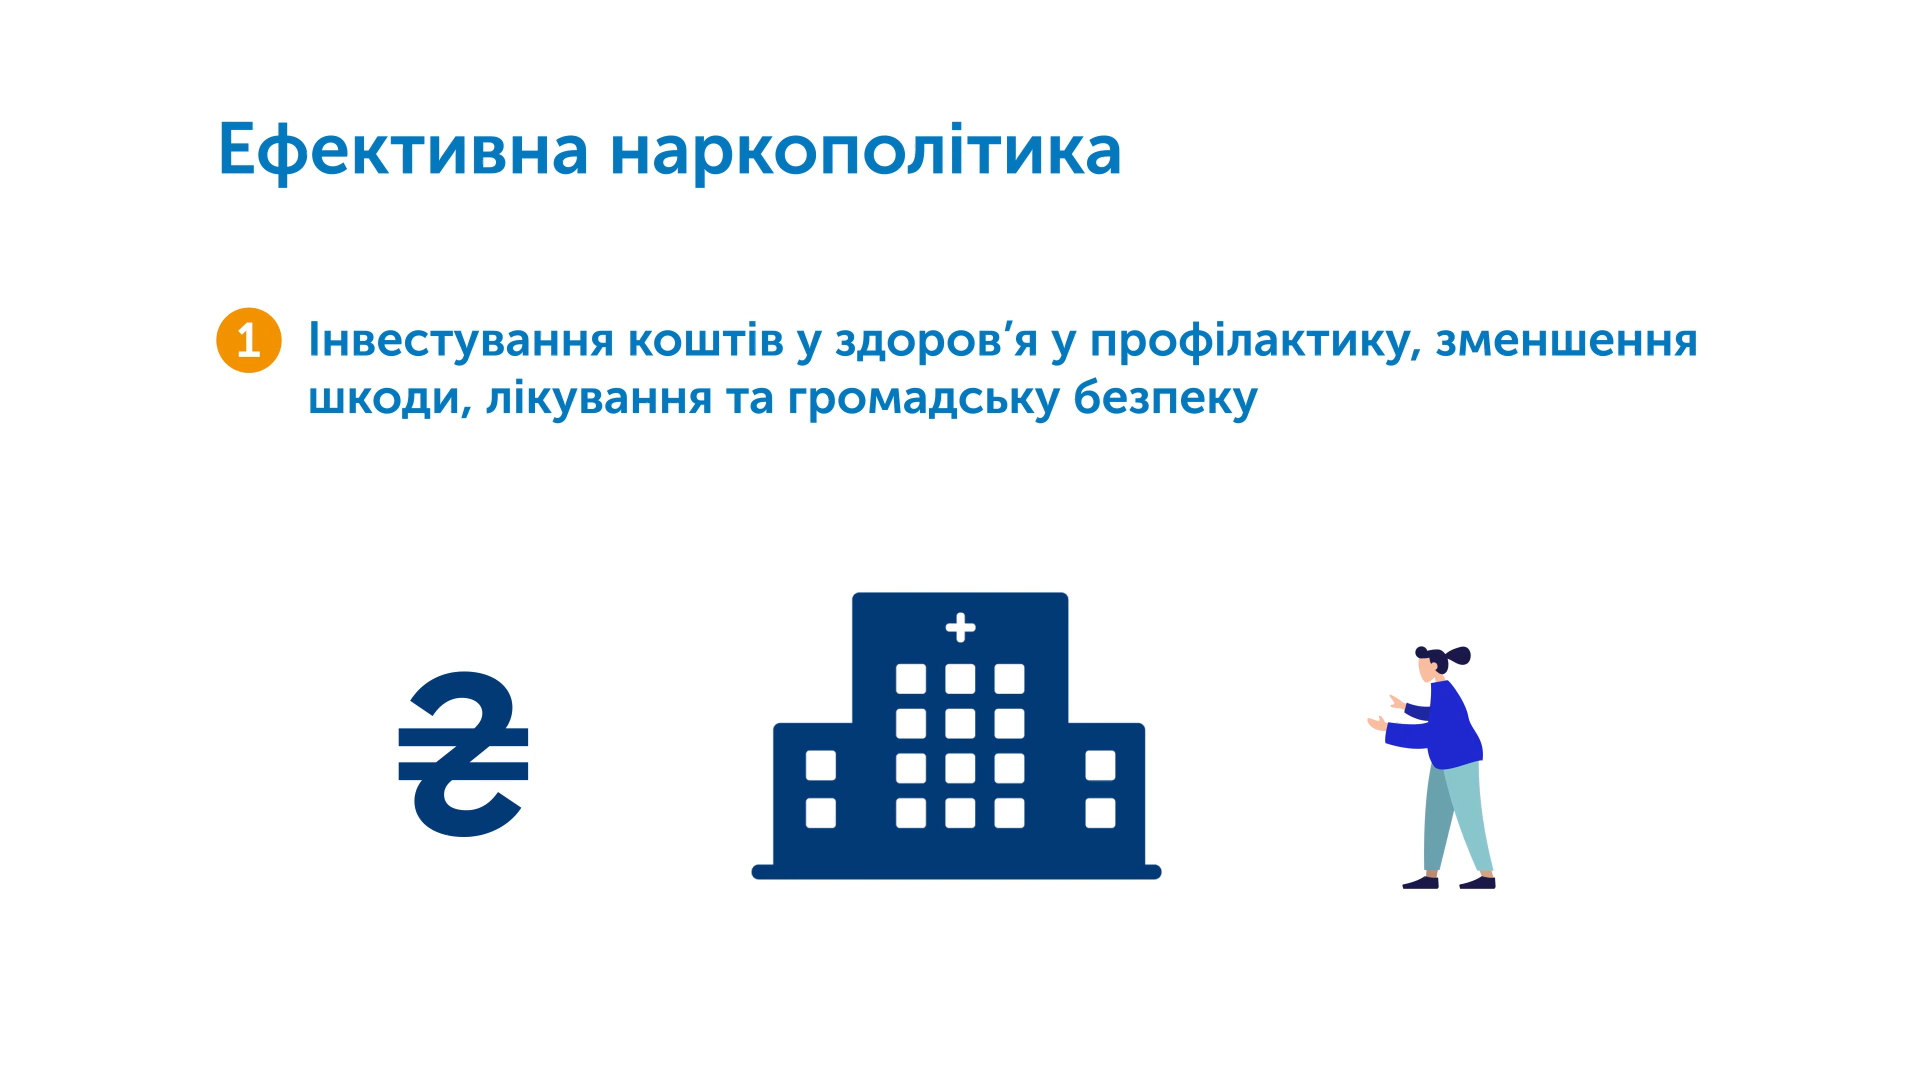 Ефективна наркополітика
1 Інвестування коштів у здоров’я у профілактику, зменшення
шкоди, лікування та громадську безпеку
₴